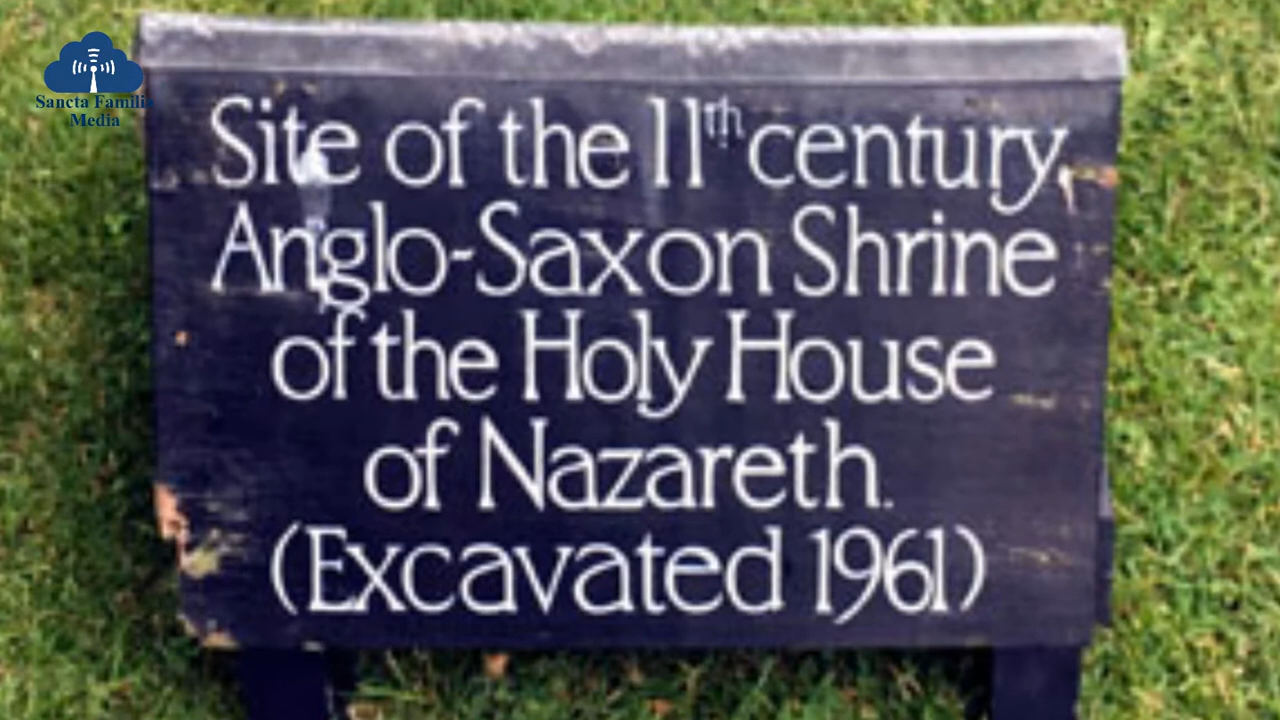 Sancta Familia
Media
Site of the 11th century
Anglo-Saxon Shrine
of the Holy House
of Nazareth.
(Excavated 1961)